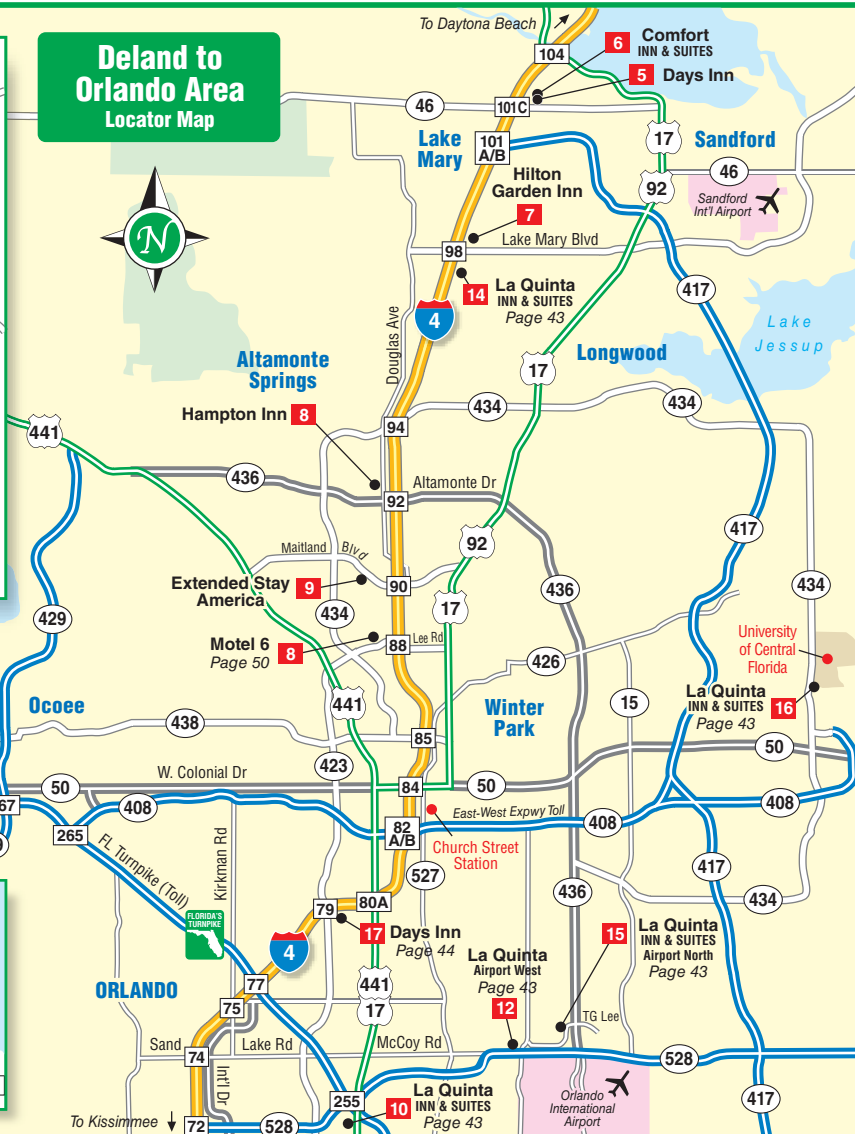 To Daytona Beach
Deland to
Orlando Area
Locator Map
104
6
Comfort
INN & SUITES
5
Days Inn
46
101C
17
Sandford
Lake
Mary
101
A/B
46
92
Sandford
Int'l Airport
Hilton
Garden Inn
7
N
Lake Mary Blvd
98
14
La Quinta
INN & SUITES
Page 43
417
4
Lake
Jessup
Douglas Ave
Longwood
Altamonte
Springs
17
Hampton Inn
8
434
434
94
441
436
Altamonte Dr
92
417
92
Maitland Blvd
Extended Stay
America
9
90
436
434
17
434
429
Motel 6
Page 50
8
88
Lee Rd
University
of Central
Florida
426
La Quinta
INN & SUITES
Page 43
16
441
15
Ocoee
Winter
Park
438
85
50
423
W. Colonial Dr
50
84
50
67
408
East-West Expwy Toll
408
408
265
82
A/B
Church Street
Station
FL Turnpike (Toll)
Kirkman Rd
527
417
436
434
79
80A
FLORIDA'S
TURNPIKE
17
Days Inn
Page 44
15
La Quinta
INN & SUITES
Airport North
Page 43
4
La Quinta
Airport West
Page 43
ORLANDO
77
441
12
75
17
TG Lee
Sand Lake Rd
McCoy Rd
74
528
Int'l Dr
La Quinta
INN & SUITES
Page 43
10
255
Orlando
International
Airport
417
To Kissimmee
72
528